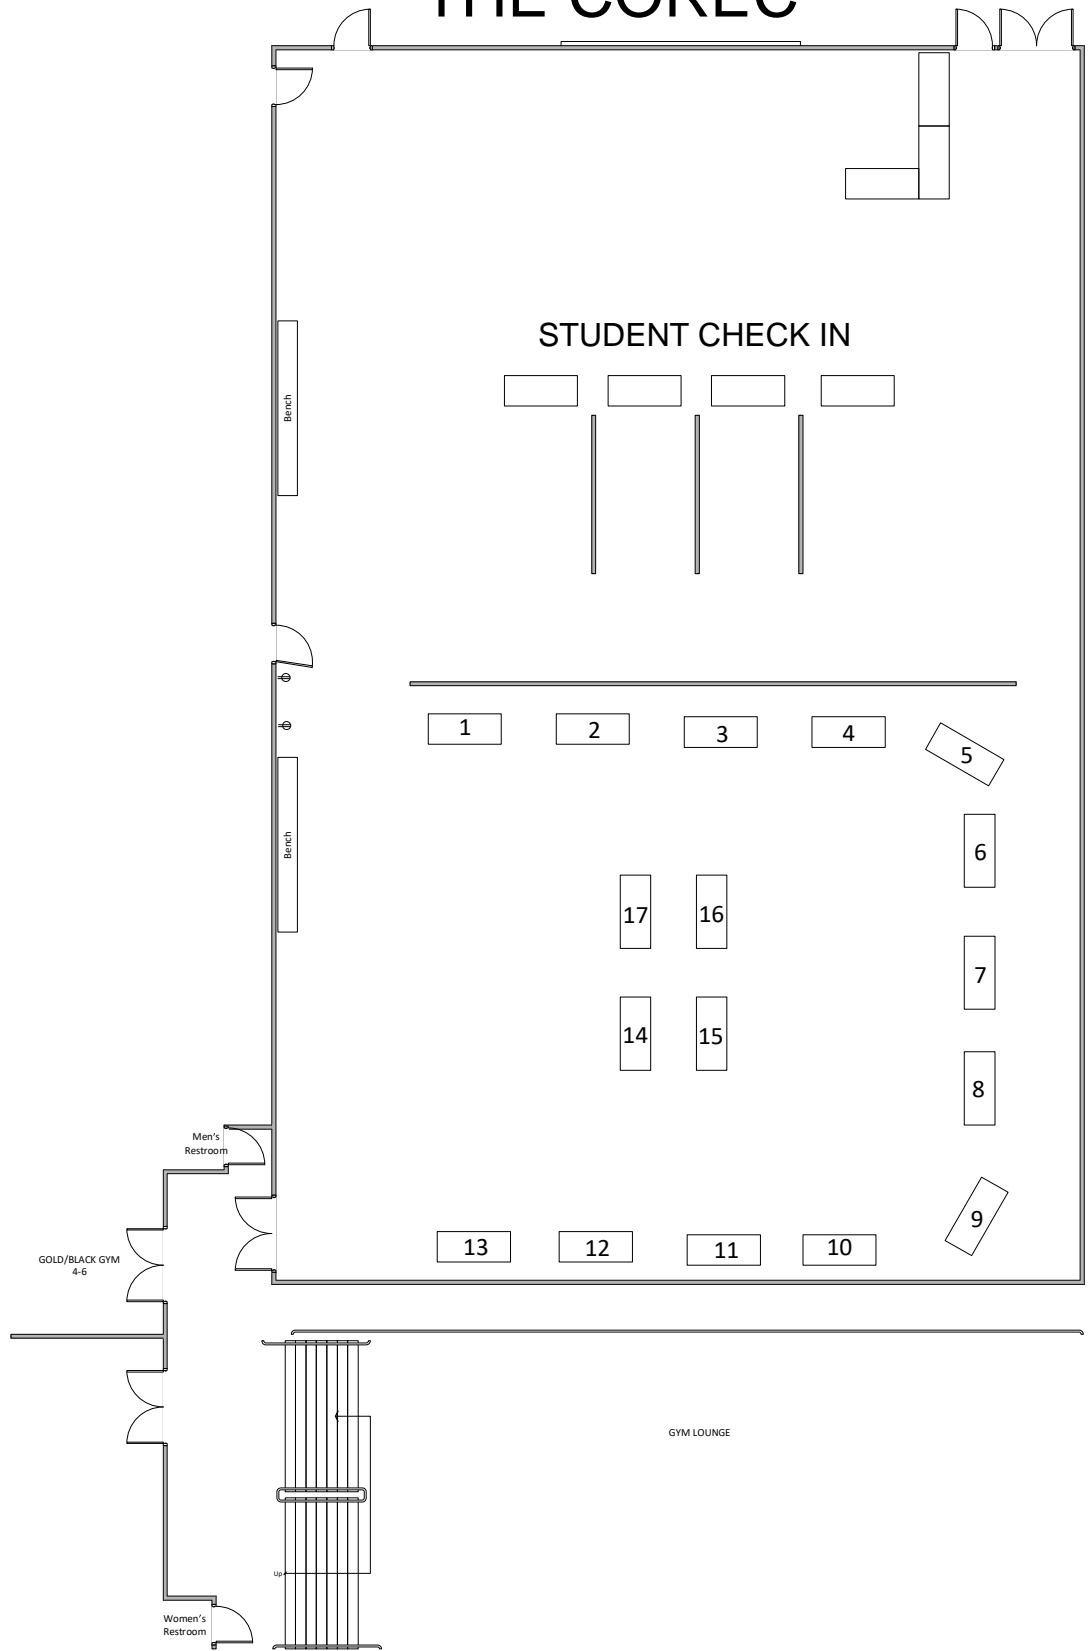 THE COREC
STUDENT CHECK IN
Bench
1
2
3
4
5
Bench
6
17
16
7
14
15
8
Men's
Restroom
9
13
12
11
10
GOLD/BLACK GYM
4-6
GYM LOUNGE
Up
Women's
Restroom